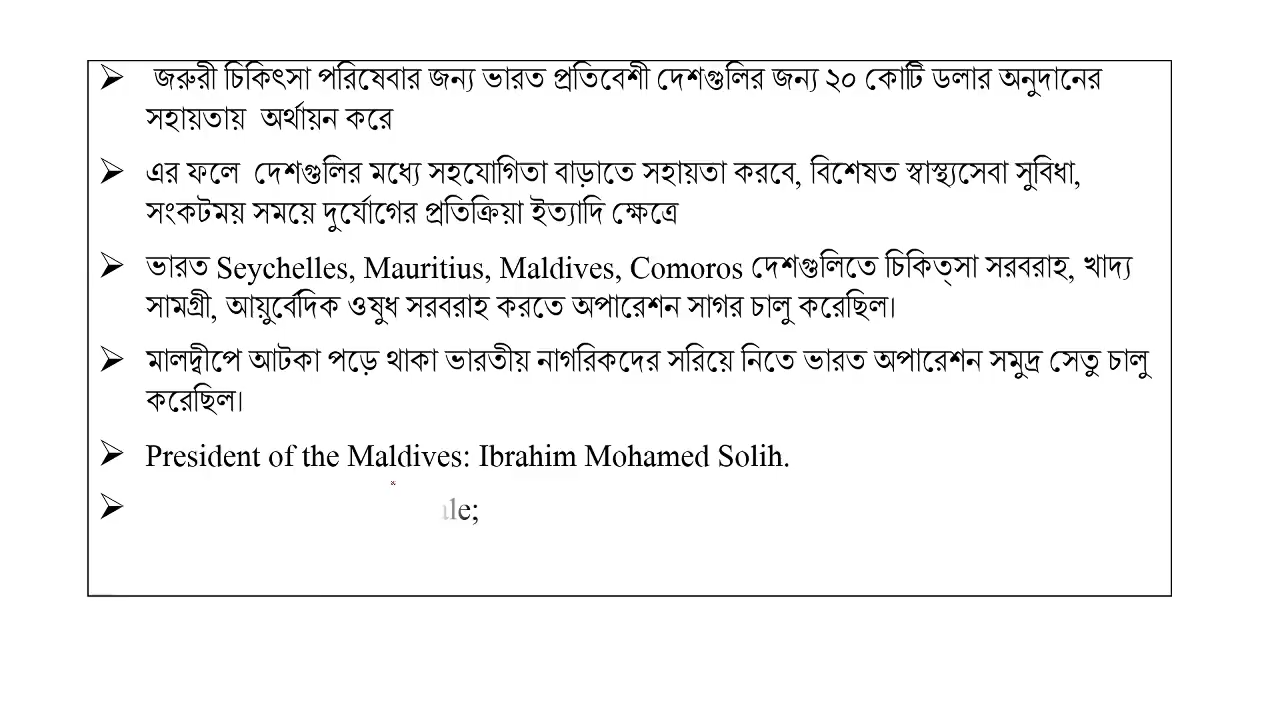 ➢ জরুরী চিকিৎসা পরিষেবার জন্য ভারত প্রতিবেশী দেশগুলির জন্য ২০ কোটি ডলার অনুদানের
সহায়তায় অর্থায়ন করে
➢ এর ফলে দেশগুলির মধ্যে সহযোগিতা বাড়াতে সহায়তা করবে, বিশেষত স্বাস্থ্যসেবা সুবিধা,
সংকটময় সময়ে দুর্যোগের প্রতিক্রিয়া ইত্যাদি ক্ষেত্রে
➢ ভারত Seychelles, Mauritius, Maldives, Comoros দেশগুলিতে চিকিত্সা সরবরাহ, খাদ্য
সামগ্রী, আয়ুর্বেদিক ওষুধ সরবরাহ করতে অপারেশন সাগর চালু করেছিল।
➢ মালদ্বীপে আটকা পড়ে থাকা ভারতীয় নাগরিকদের সরিয়ে নিতে ভারত অপারেশন সমুদ্র সেতু চালু
করেছিল।
➢ President of the Maldives: Ibrahim Mohamed Solih.
➢